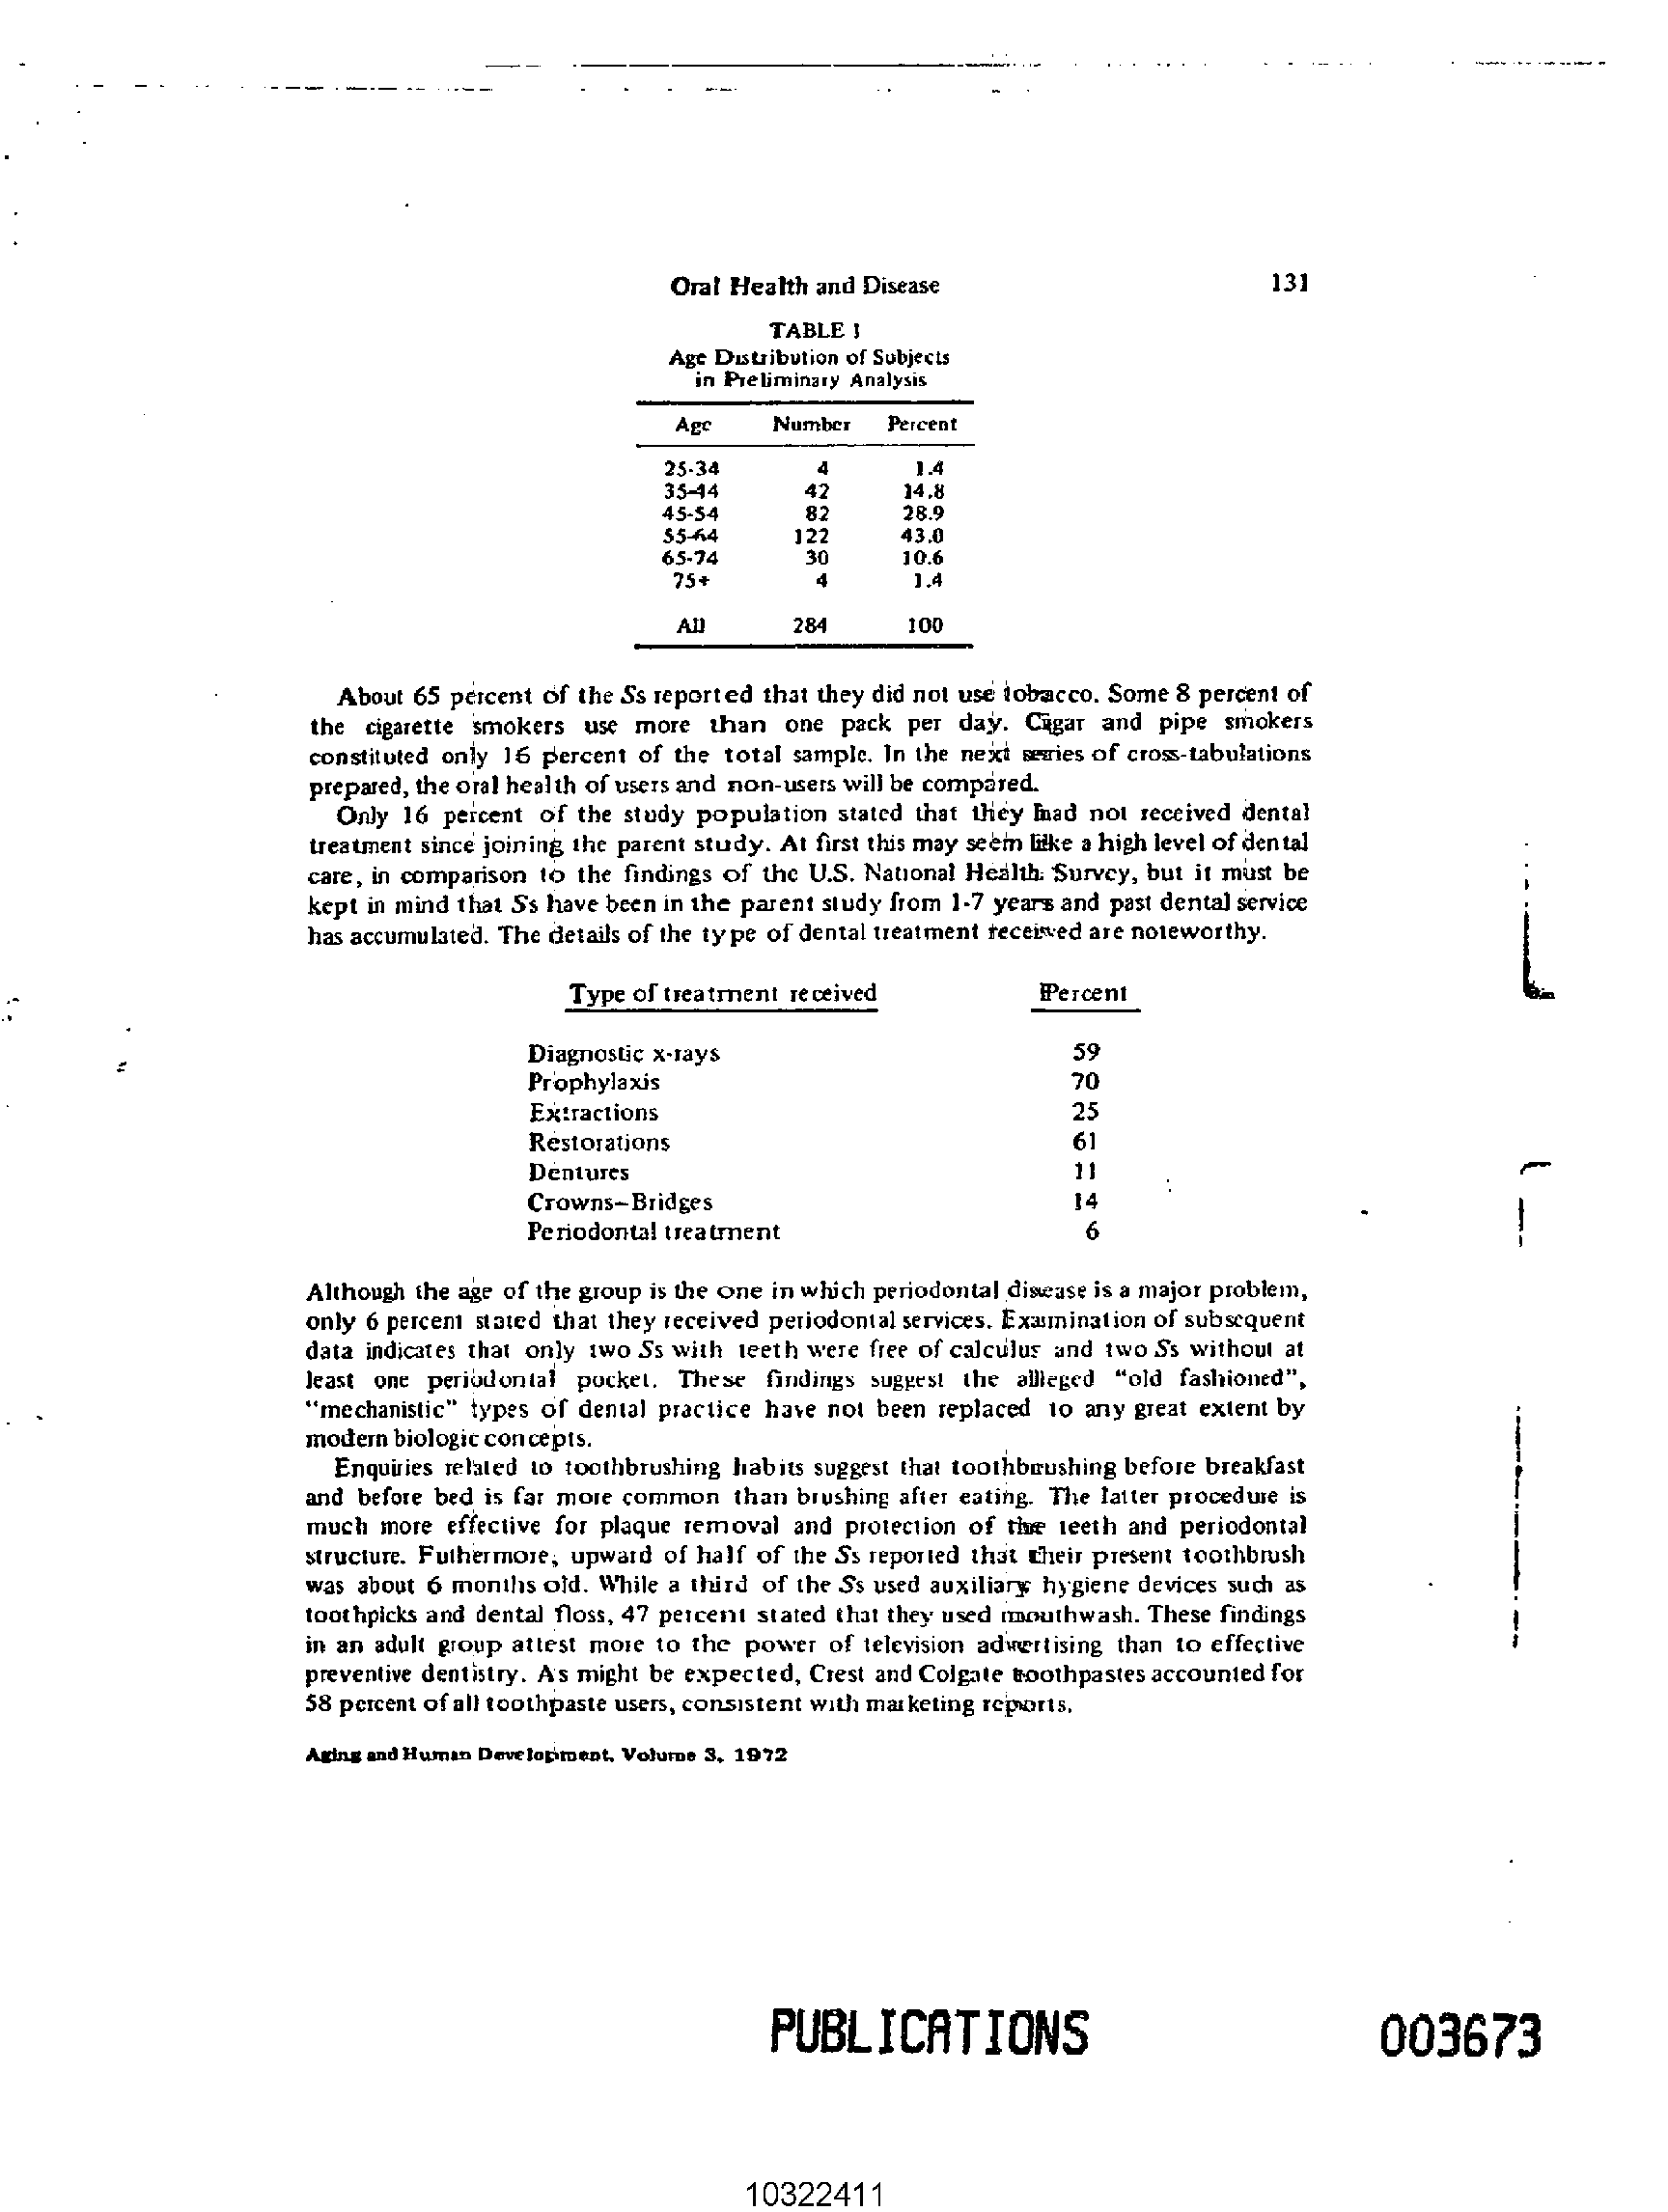 Oral Health and Disease 131
TABLE 1
Age Distribution of Subjects
in Preliminary Analysis
Age Number Percent
25-34 4 1.4
35-44 42 14.8
45-54 82 28.9
55-64 122 43.0
65-74 30 10.6
75+ 4 1.4
All 284 100
About 65 percent of the Ss reported that they did not use tobacco. Some 8 percent of
the cigarette smokers use more than one pack per day. Cigar and pipe smokers
constituted only 16 percent of the total sample. In the next series of cross-tabulations
prepared, the oral health of users and non-users will be compared.
Only 16 percent of the study population stated that they had not received dental
treatment since joining the parent study. At first this may seem like a high level of dental
care, in comparison to the findings of the U.S. National Health Survey, but it must be
kept in mind that Ss have been in the parent study from 1-7 years and past dental service
has accumulated. The details of the type of dental treatment received are noteworthy.
Type of treatment received Percent
Diagnostic x-rays 59
Prophylaxis 70
Extractions 25
Restorations 61
Dentures 11
Crowns–Bridges 14
Periodontal treatment 6
Although the age of the group is the one in which periodontal disease is a major problem,
only 6 percent stated that they received periodontal services. Examination of subsequent
data indicates that only two Ss with teeth were free of calculus and two Ss without at
least one periodontal pocket. These findings suggest the alleged "old fashioned",
"mechanistic" types of dental practice have not been replaced to any great extent by
modern biologic concepts.
Enquiries related to toothbrushing habits suggest that toothbrushing before breakfast
and before bed is far more common than brushing after eating. The latter procedure is
much more effective for plaque removal and protection of the teeth and periodontal
structure. Futhermore, upward of half of the Ss reported that their present toothbrush
was about 6 months old. While a third of the Ss used auxiliary hygiene devices such as
toothpicks and dental floss, 47 percent stated that they used mouthwash. These findings
in an adult group attest more to the power of television advertising than to effective
preventive dentistry. As might be expected, Crest and Colgate toothpastes accounted for
58 percent of all toothpaste users, consistent with marketing reports.
Aging and Human Development, Volume 3, 1972
PUBLICATIONS 003673
10322411